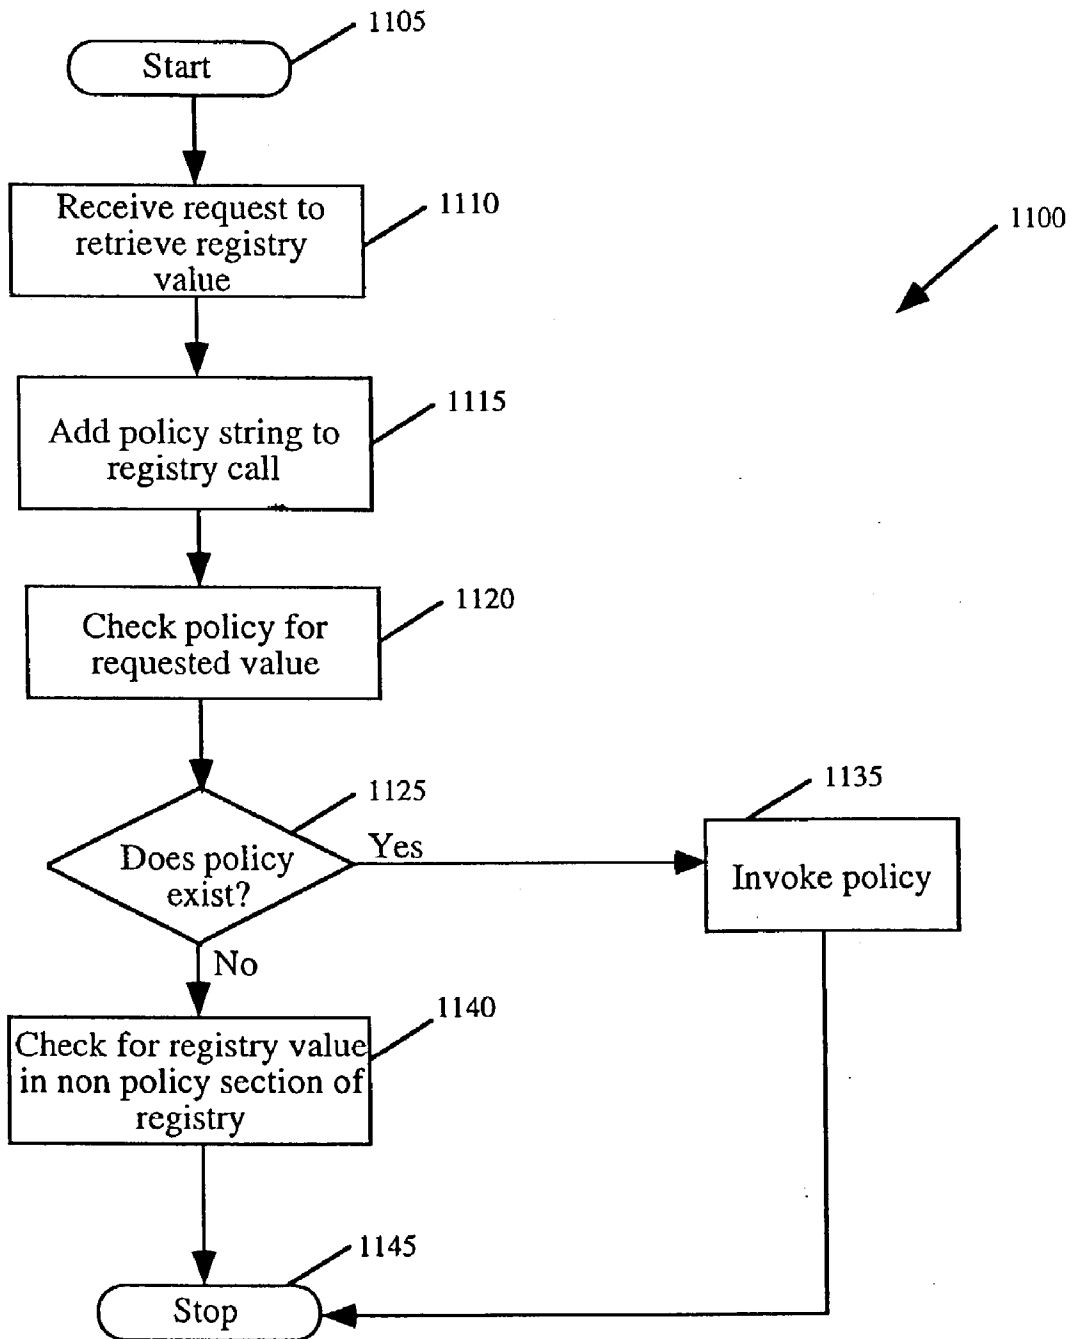 1105
Start
1110
Receive request to
retrieve registry
value
1100
1115
Add policy string to
registry call
1120
Check policy for
requested value
1125
1135
Does policy
exist?
Yes
Invoke policy
No
1140
Check for registry value
in non policy section of
registry
1145
Stop